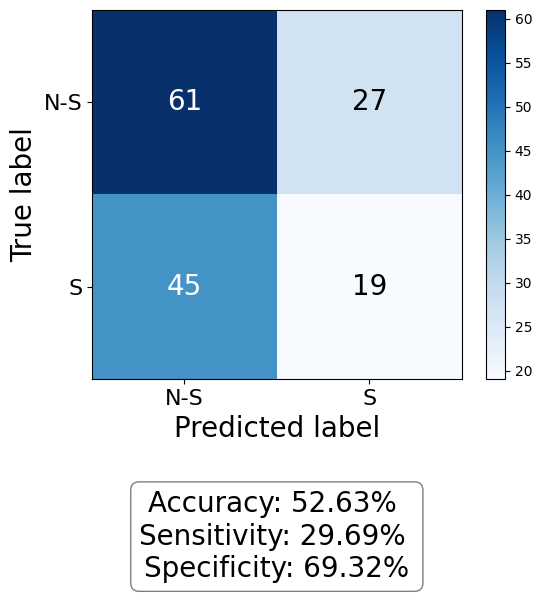 60
55
50
45
40
35
30
25
20
True label
N-S
61
27
S
45
19
N-S
S
Predicted label
Accuracy: 52.63%
Sensitivity: 29.69%
Specificity: 69.32%